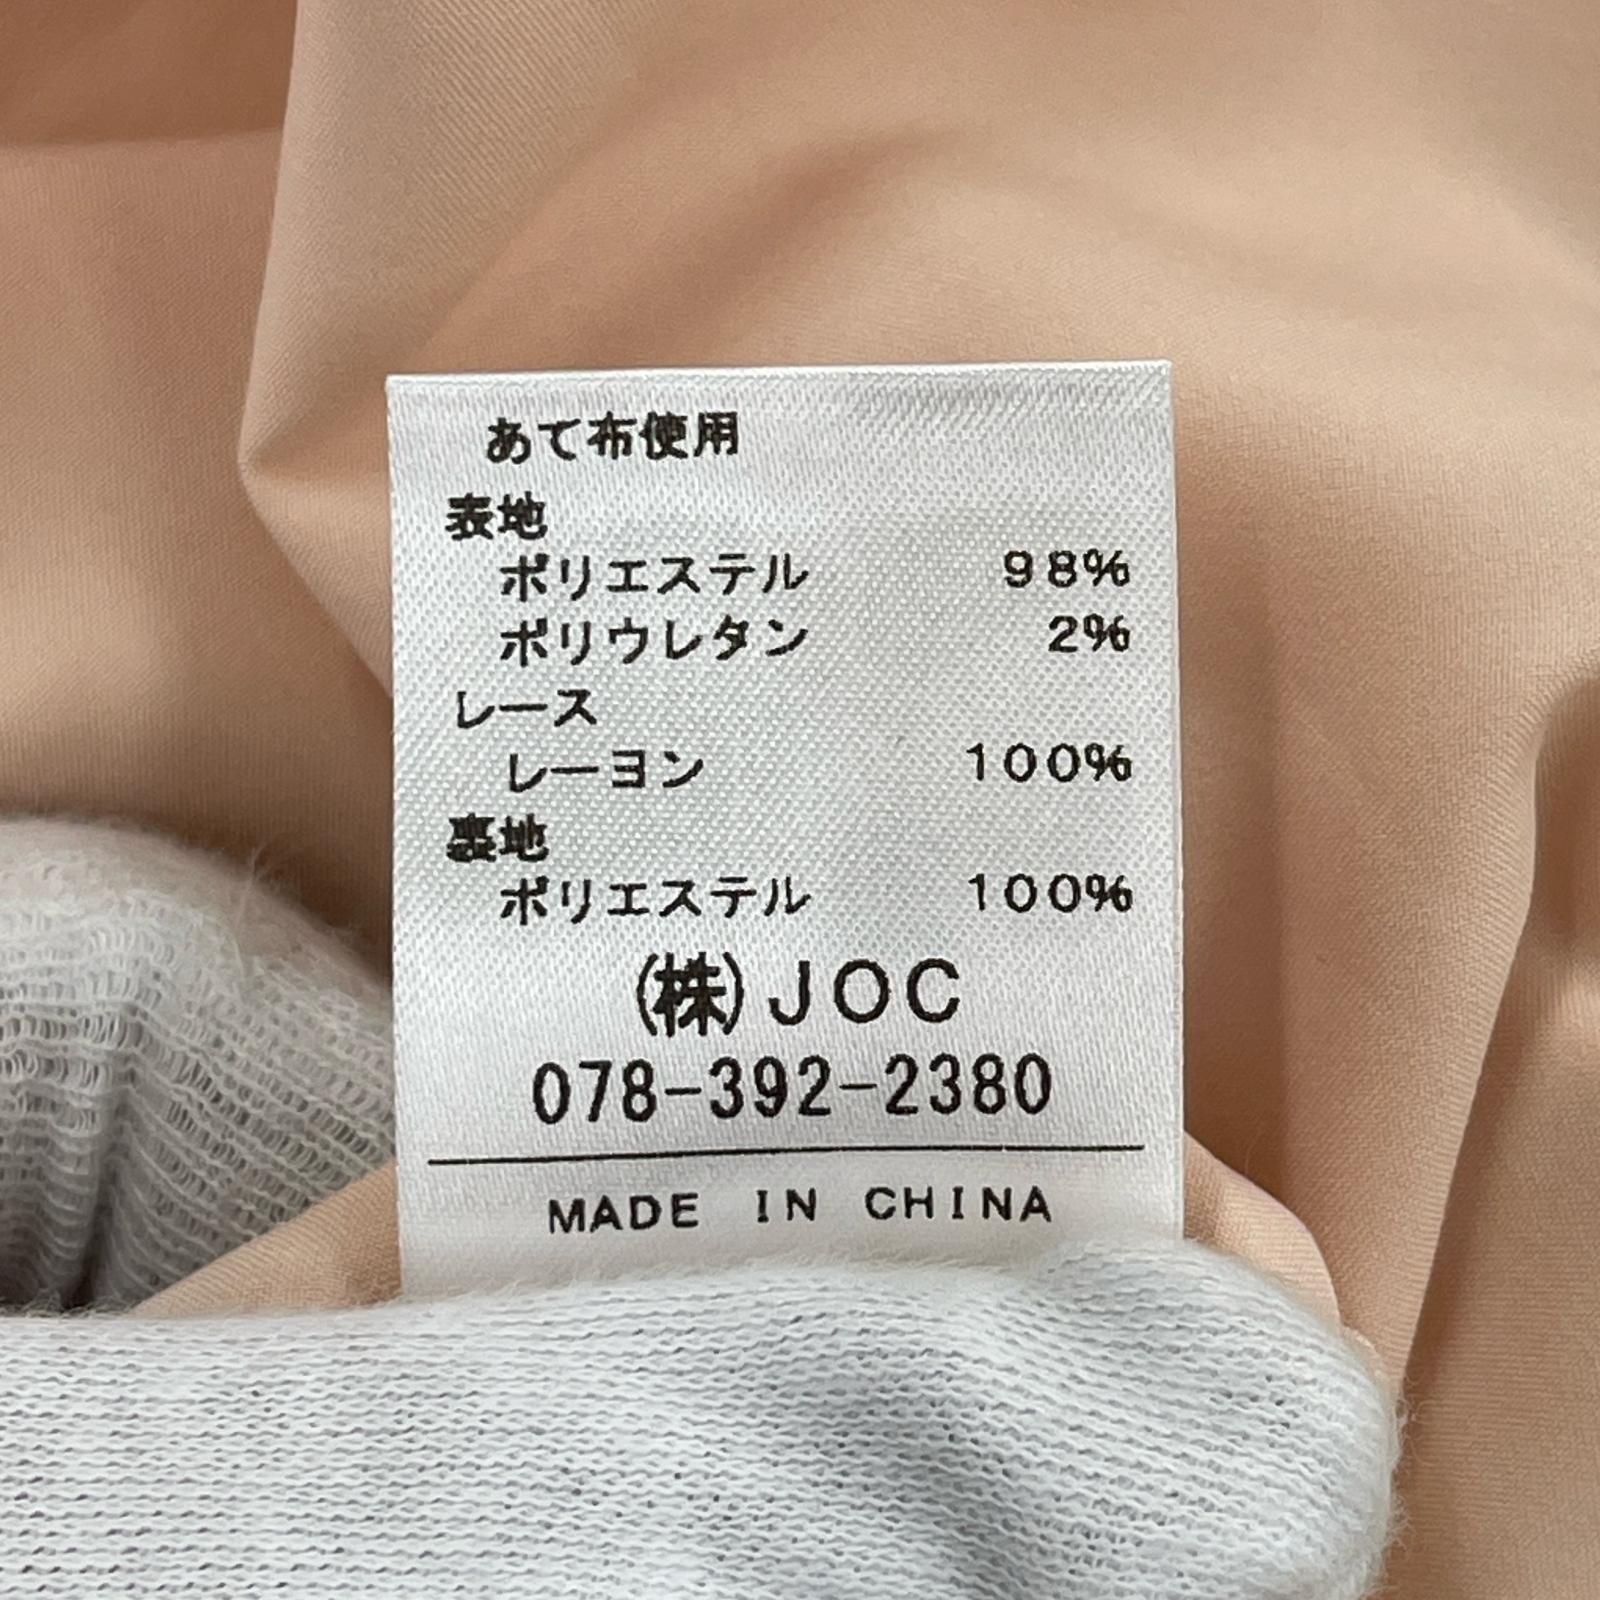 あて布使用
表地
ポリエステル 98%
ポリウレタン 2%
レース
レーヨン 100%
裏地
ポリエステル 100%
(株)JOC
078-392-2380
MADE IN CHINA